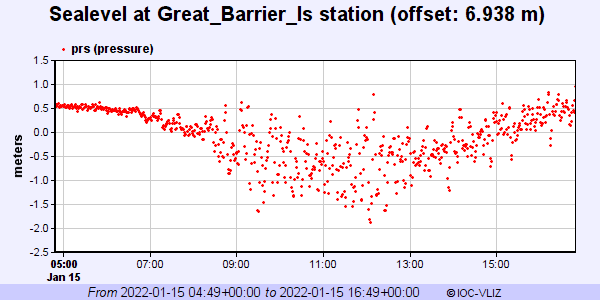 Sealevel at Great_Barrier_Is station (offset: 6.938 m)
prs (pressure)
1.5
1.0
0.5
0.0
-0.5
-1.0
-1.5
-2.0
-2.5
meters
05:00 07:00 09:00 11:00 13:00 15:00
Jan 15
From 2022-01-15 04:49+00:00 to 2022-01-15 16:49+00:00 © IOC-VLIZ